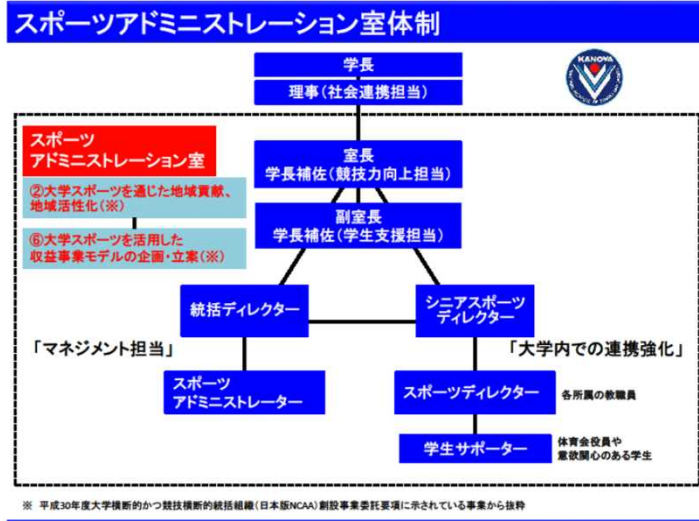 スポーツアドミニストレーション室体制
学長
理事(社会連携担当)
KANOYA
スポーツ
アドミニストレーション室
②大学スポーツを通じた地域貢献、
地域活性化(※)
⑥大学スポーツを活用した
収益事業モデルの企画・立案(※)
室長
学長補佐(競技力向上担当)
副室長
学長補佐(学生支援担当)
統括ディレクター
シニアスポーツ
ディレクター
「マネジメント担当」
「大学内での連携強化」
スポーツ
アドミニストレーター
スポーツディレクター
各所属の教職員
学生サポーター
体育会役員や
意欲関心のある学生
※ 平成30年度大学横断的かつ競技横断的統括組織(日本版NCAA)創設事業委託要項に示されている事業から抜粋